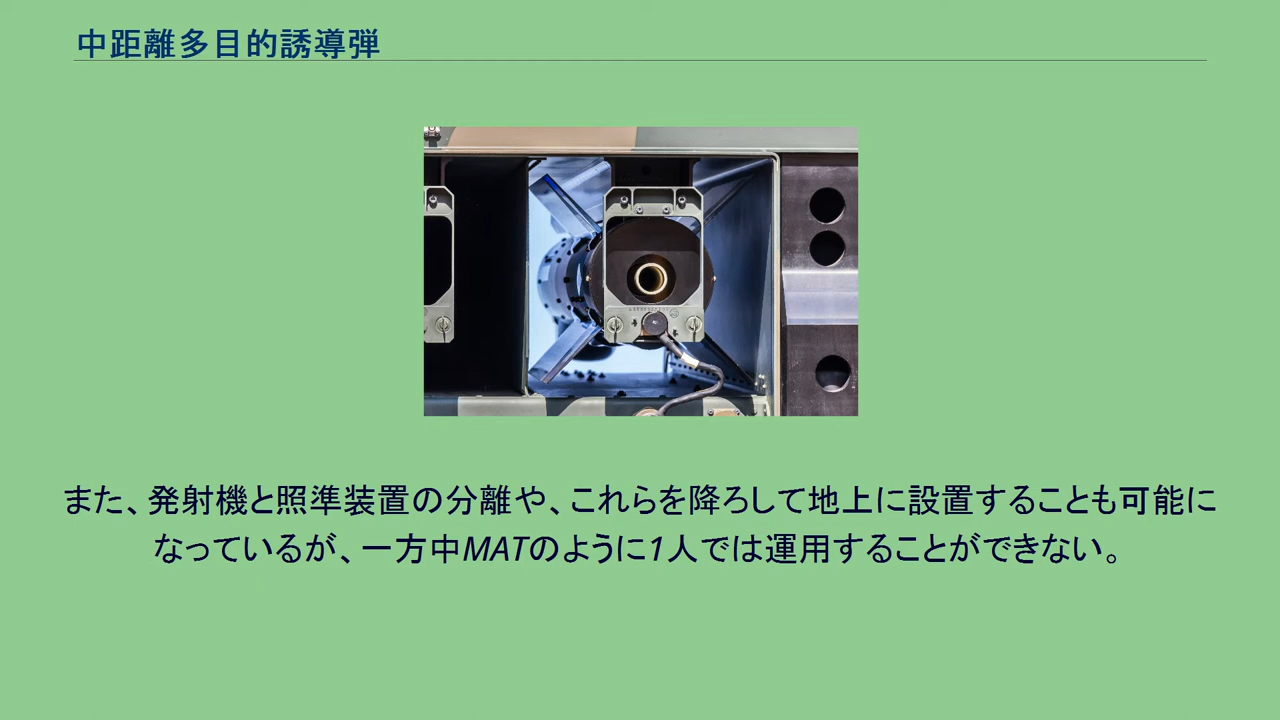 中距離多目的誘導弾
また、発射機と照準装置の分離や、これらを降ろして地上に設置することも可能に
なっているが、一方中MATのように1人では運用することができない。